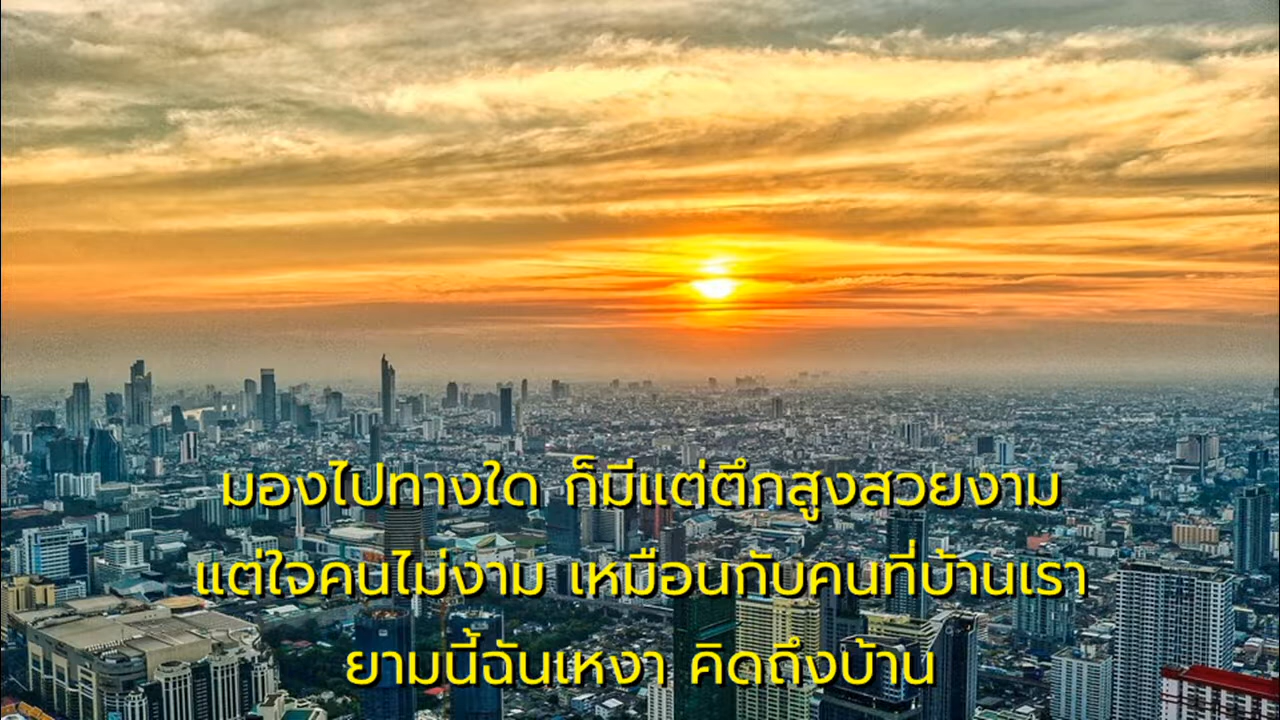 มองไปทางใด ก็มีแต่ตึกสูงสวยงาม
แต่ใจคนไม่งาม เหมือนกับคนที่บ้านเรา
ยามนี้ฉันเหงา คิดถึงบ้าน